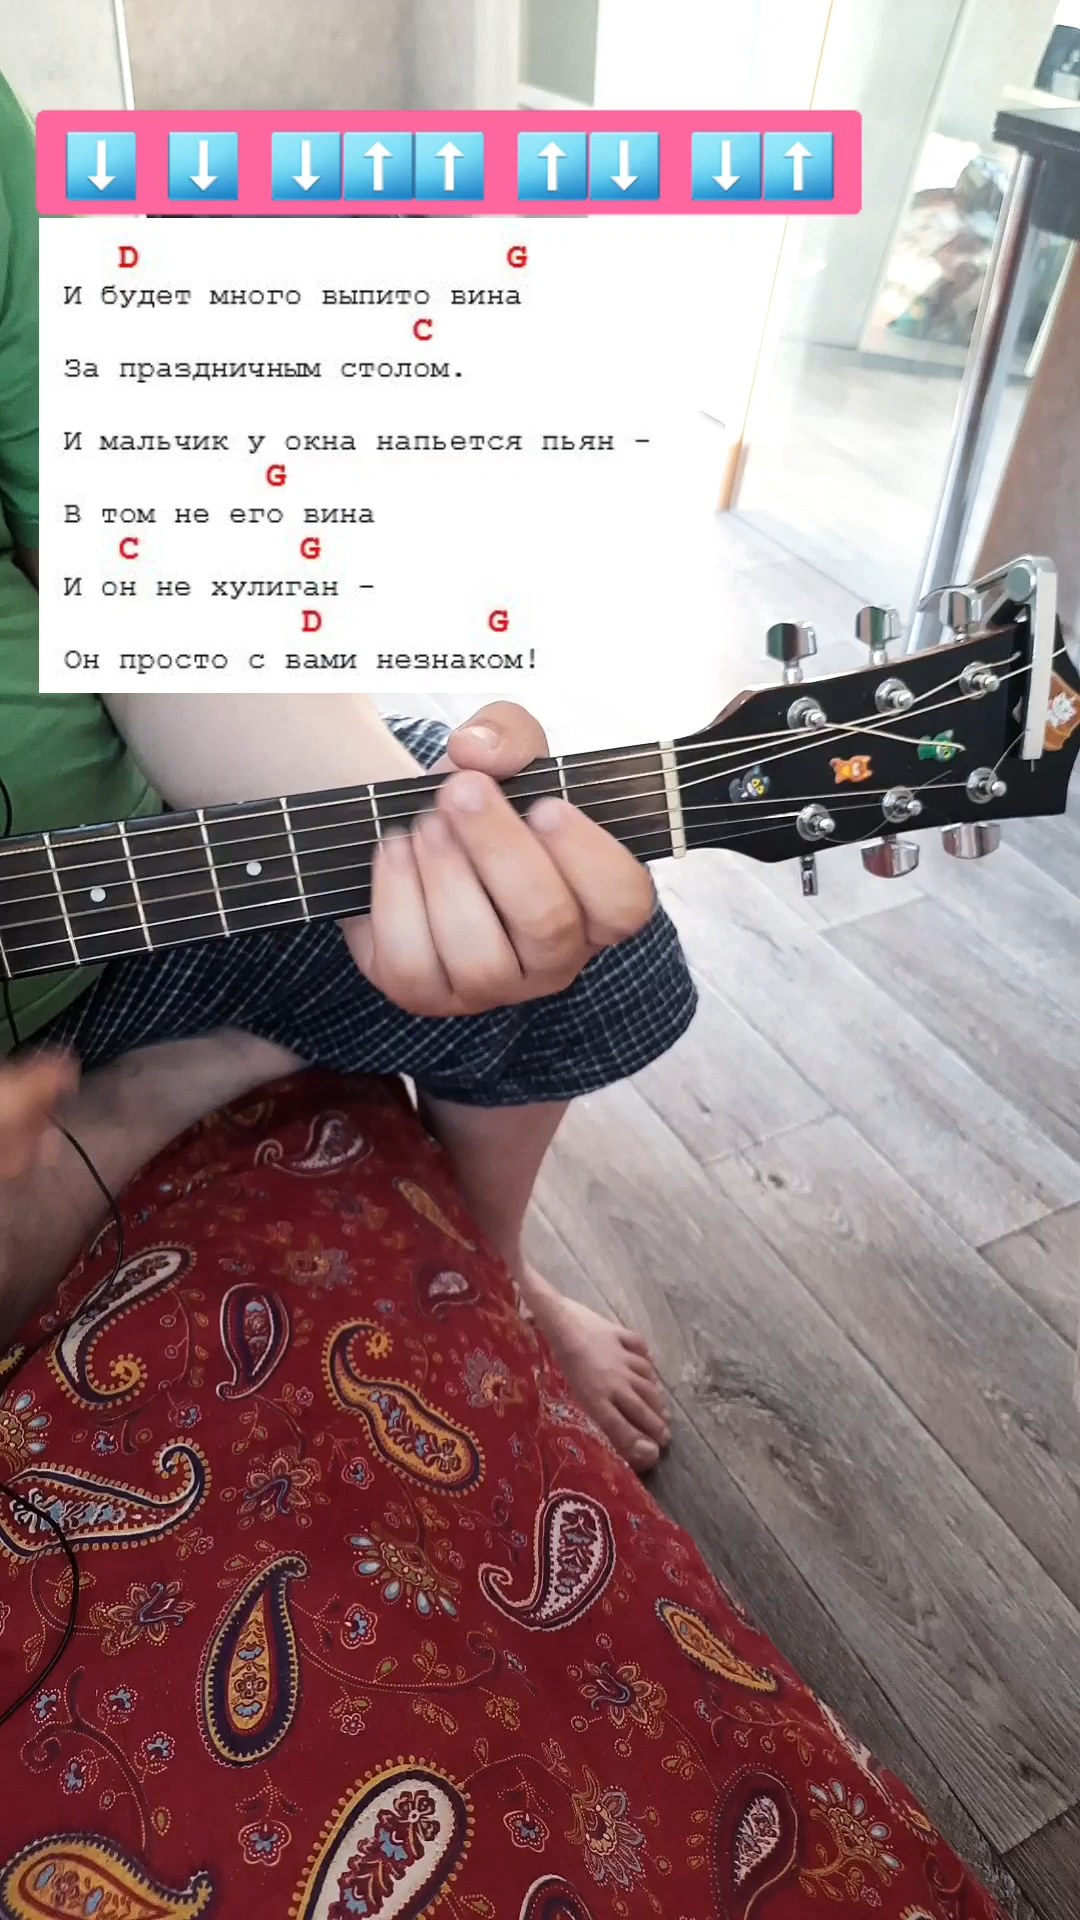 ↓ ↓ ↓↑↑ ↑↓ ↓↑
D G
И будет много выпито вина
C
За праздничным столом.
И мальчик у окна напьется пьян -
G
В том не его вина
C G
И он не хулиган -
D G
Он просто с вами незнаком!